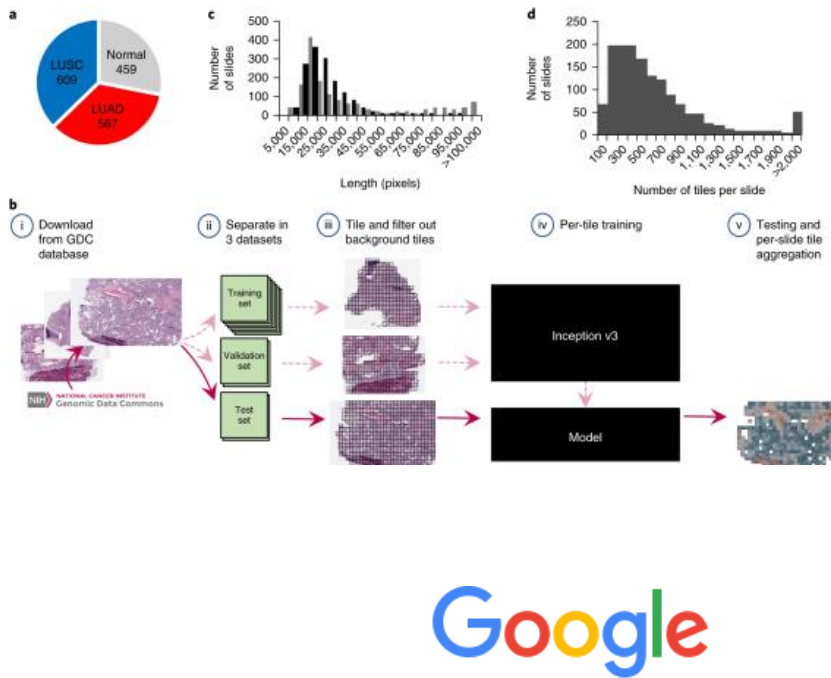 a
LUSC
609
Normal
459
LUAD
567
c
Number
of slides
500
400
300
200
100
0
5,000
15,000
25,000
35,000
45,000
55,000
65,000
75,000
85,000
95,000
>100,000
Length (pixels)
d
Number
of slides
250
200
150
100
50
0
100
300
500
700
900
1,100
1,300
1,500
1,700
1,900
>2,000
Number of tiles per slide
b
i Download
from GDC
database
ii Separate in
3 datasets
iii Tile and filter out
background tiles
iv Per-tile training
v Testing and
per-slide tile
aggregation
Training
set
Validation
set
Test
set
Inception v3
Model
NIH
NATIONAL CANCER INSTITUTE
Genomic Data Commons
Google